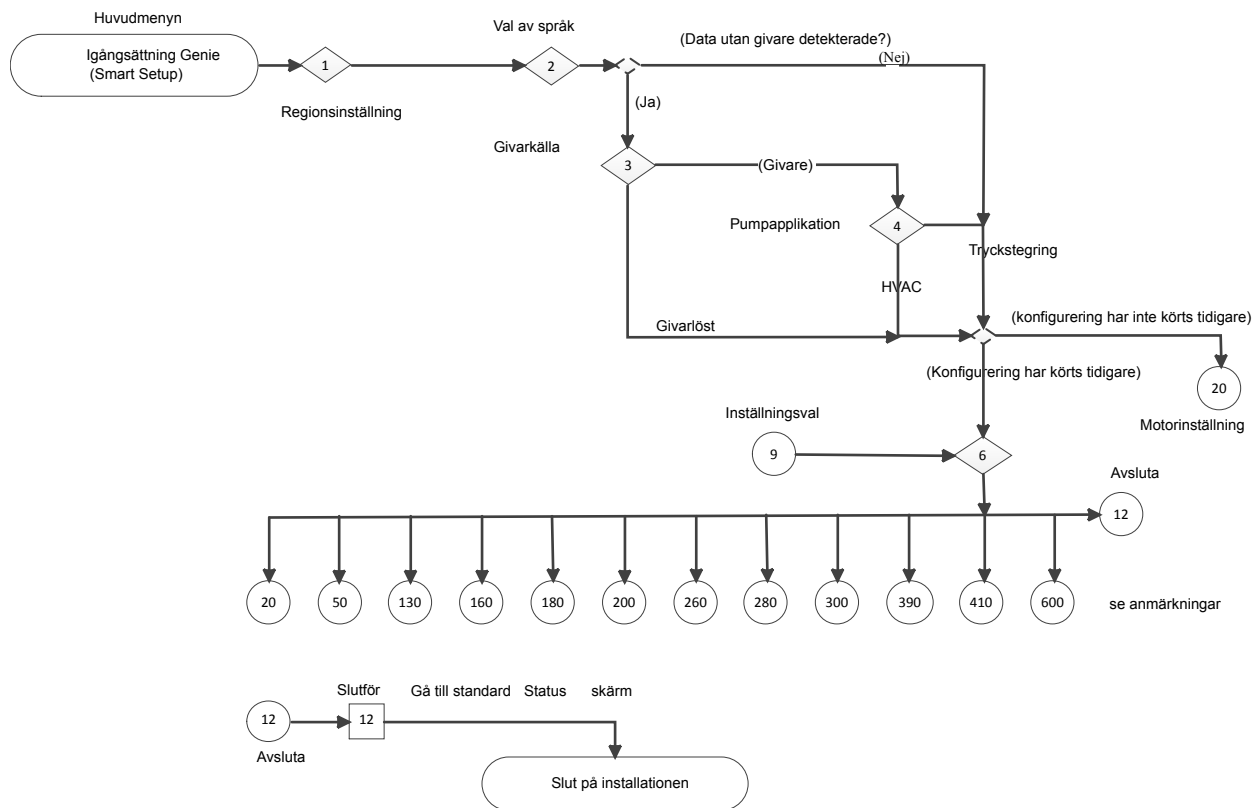 Huvudmenyn
Igångsättning Genie
(Smart Setup)
1
Regionsinställning
Val av språk
2
(Data utan givare detekterade?)
(Nej)
(Ja)
Givarkälla
3
(Givare)
Pumpapplikation
4
Tryckstegring
HVAC
Givarlöst
(konfigurering har inte körts tidigare)
(Konfigurering har körts tidigare)
20
Motorinställning
Inställningsval
9
6
Avsluta
12
20
50
130
160
180
200
260
280
300
390
410
600
se anmärkningar
Slutför
Gå till standard Status skärm
12
12
Avsluta
Slut på installationen